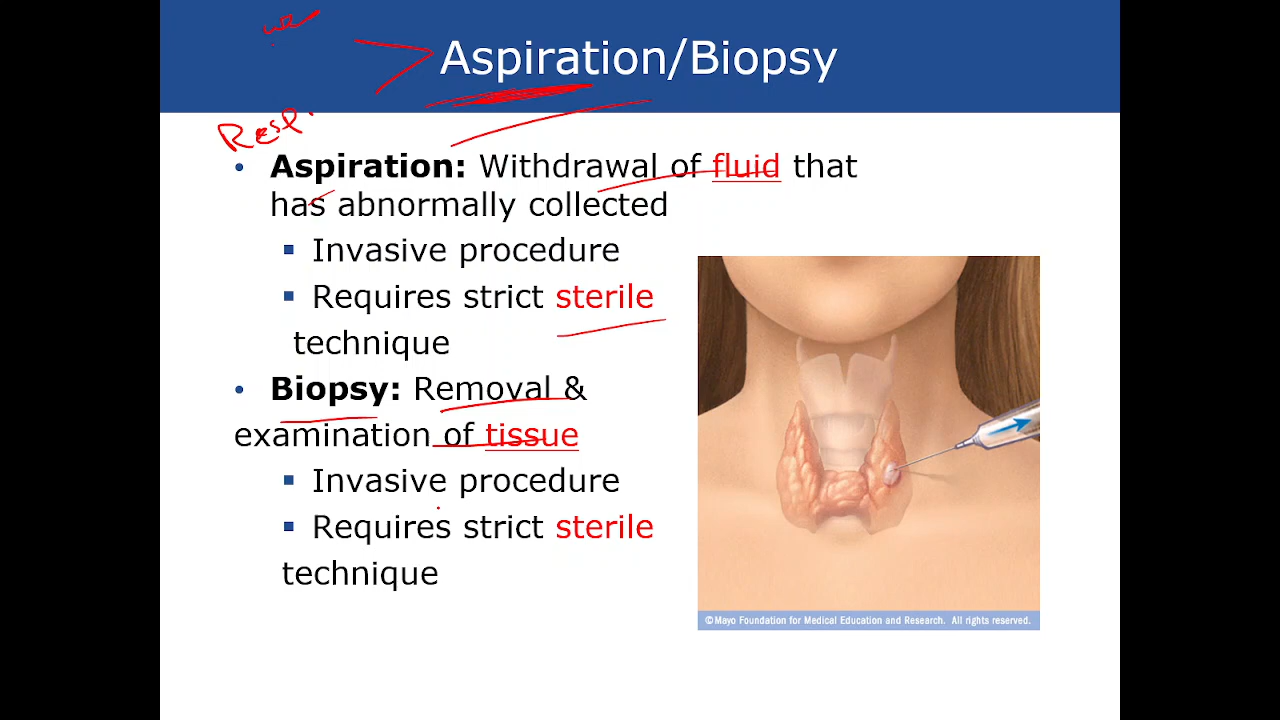 Aspiration/Biopsy
Resp.
• Aspiration: Withdrawal of fluid that
has abnormally collected
▪ Invasive procedure
▪ Requires strict sterile
technique
• Biopsy: Removal &
examination of tissue
▪ Invasive procedure
▪ Requires strict sterile
technique
©Mayo Foundation for Medical Education and Research. All rights reserved.